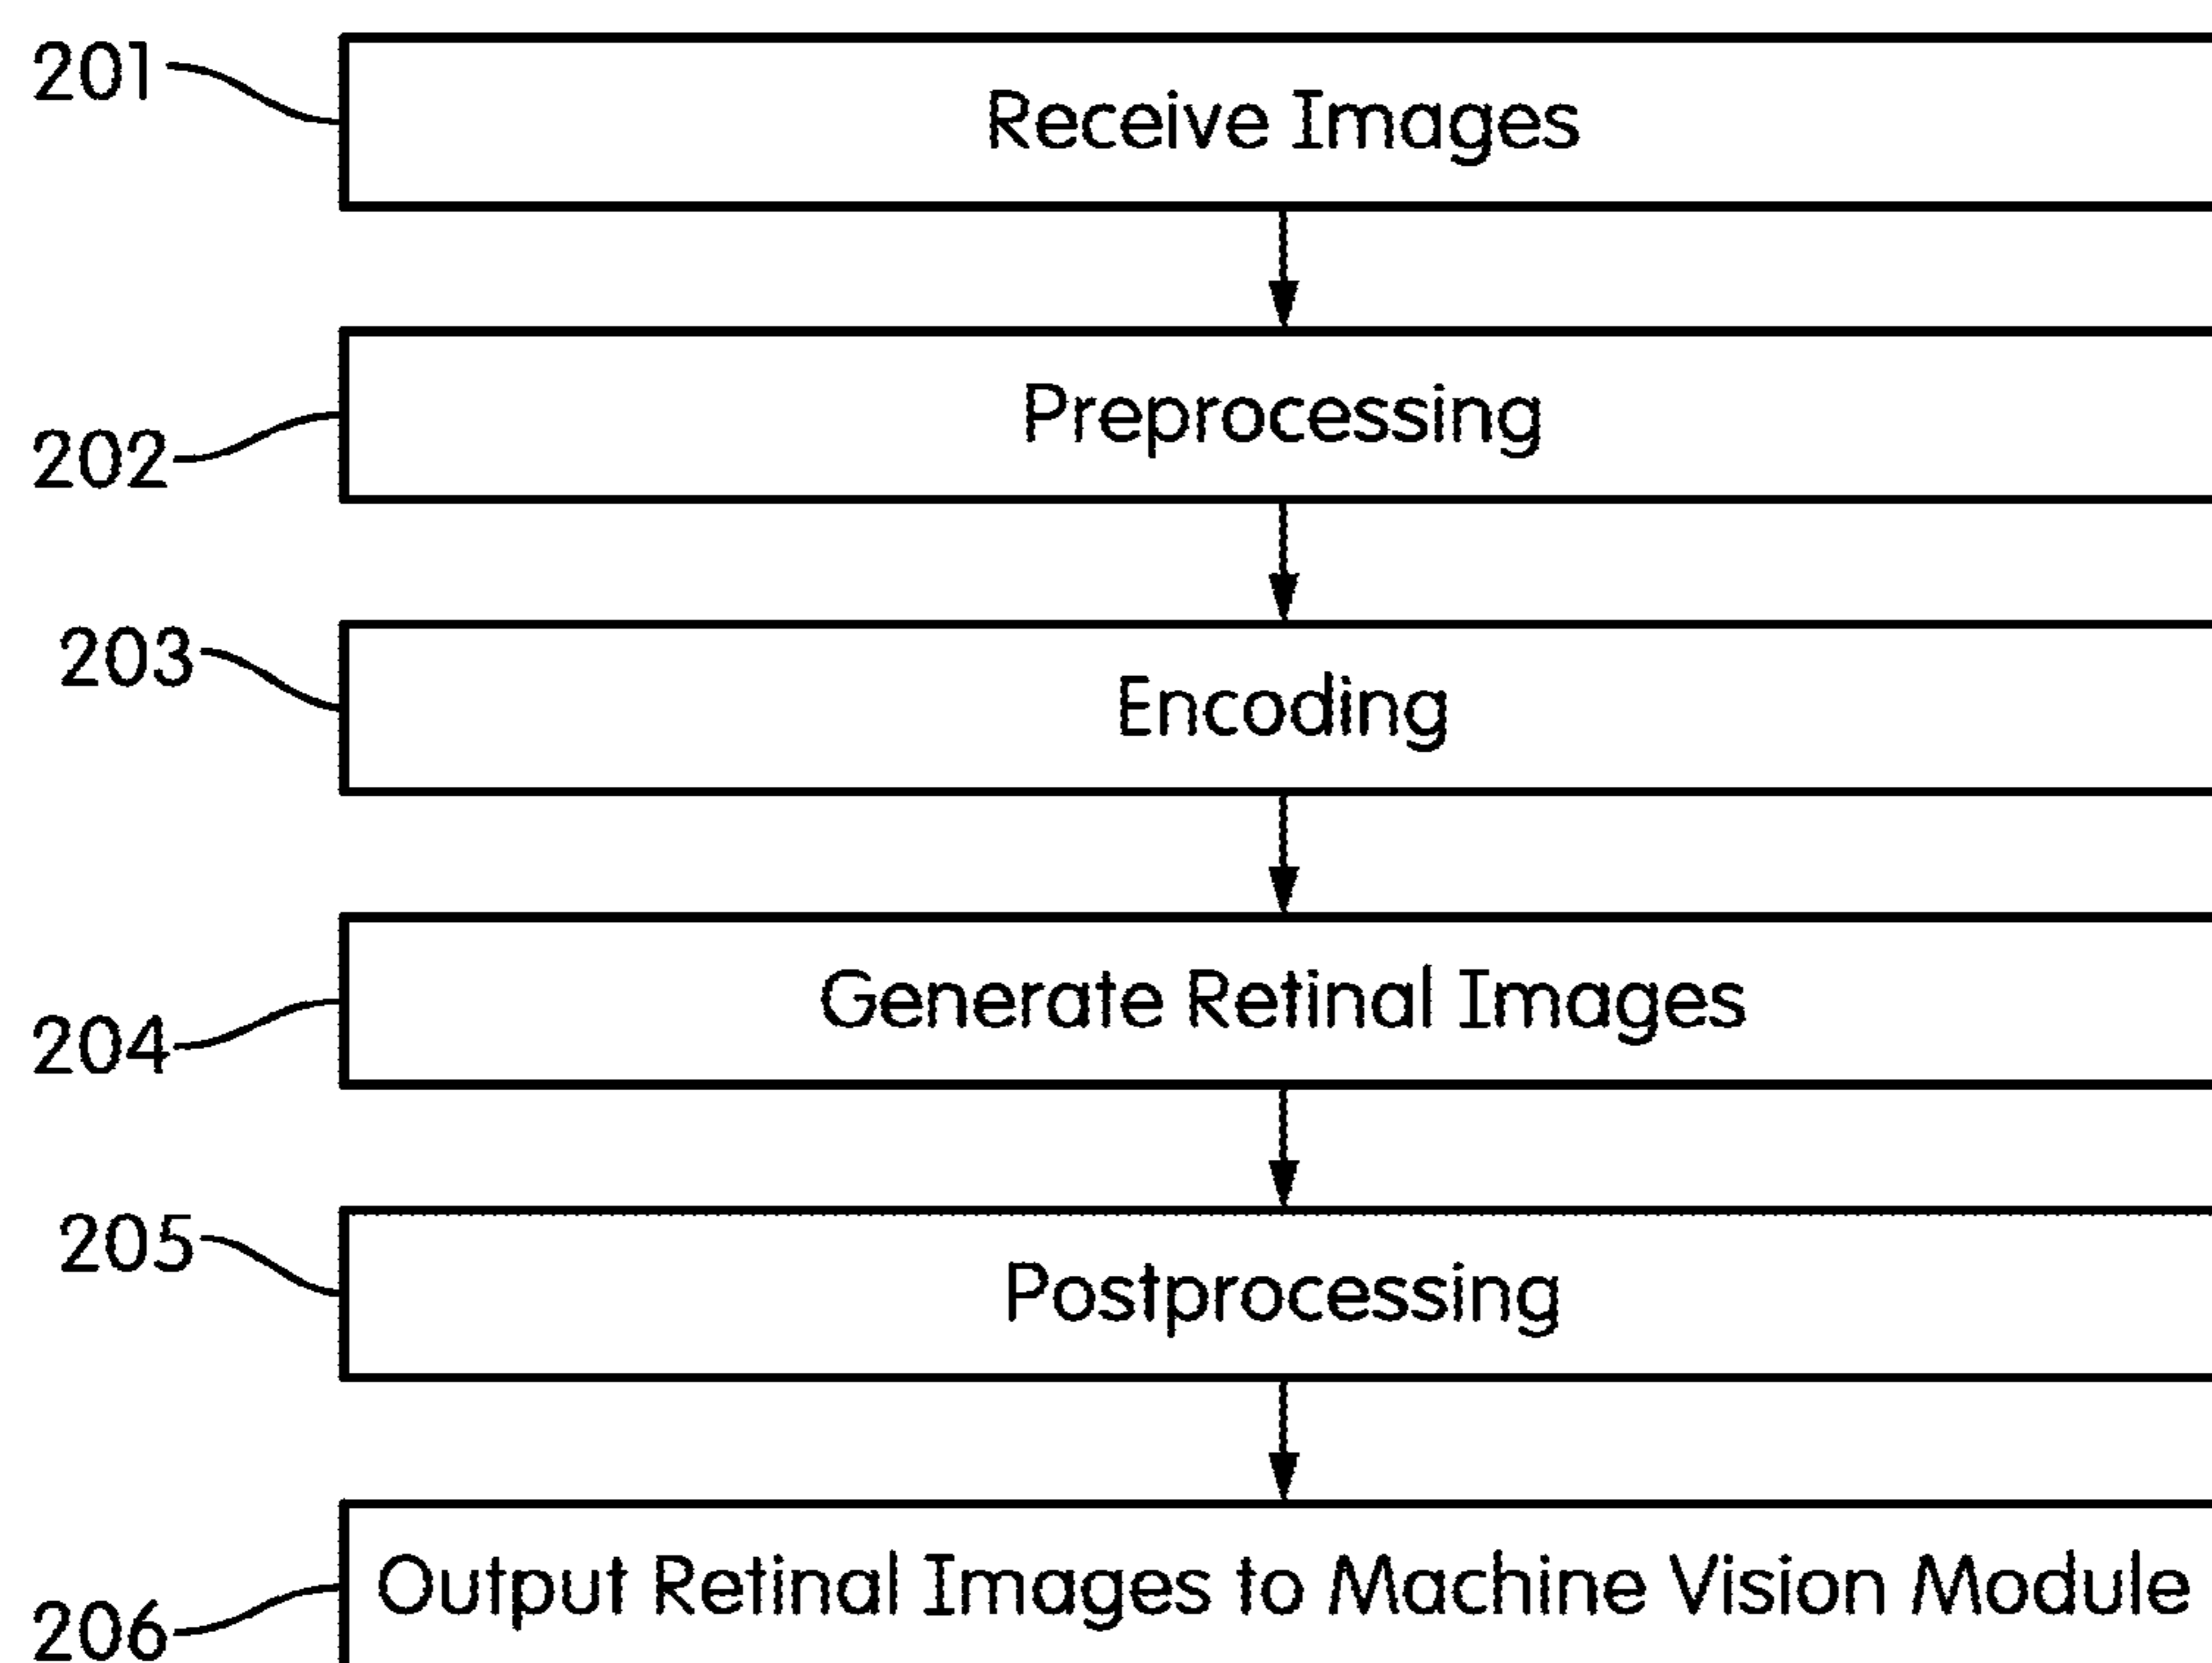 201
Receive Images
202
Preprocessing
203
Encoding
204
Generate Retinal Images
205
Postprocessing
206
Output Retinal Images to Machine Vision Module